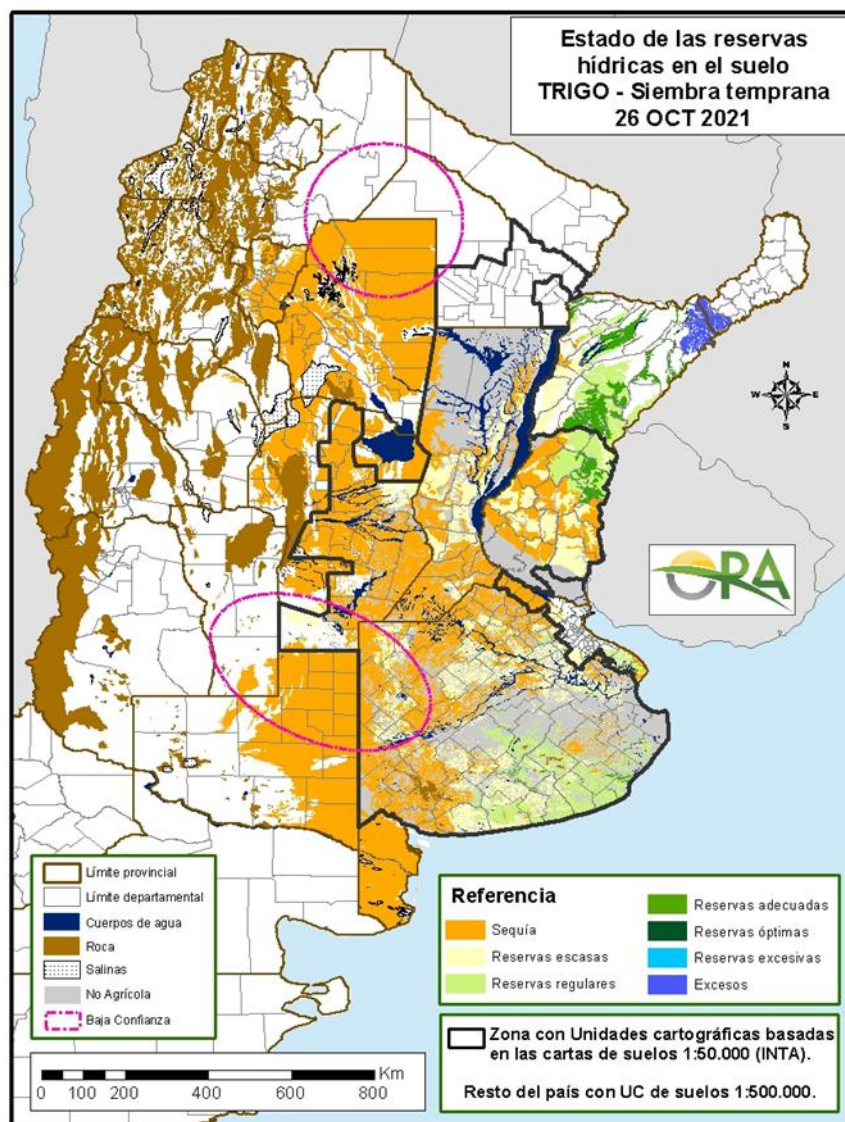 Estado de las reservas
hídricas en el suelo
TRIGO - Siembra temprana
26 OCT 2021
N
W
E
S
ORA
Límite provincial
Límite departamental
Cuerpos de agua
Roca
Salinas
No Agrícola
Baja Confianza
Referencia
Sequía
Reservas escasas
Reservas regulares
Reservas adecuadas
Reservas óptimas
Reservas excesivas
Excesos
Zona con Unidades cartográficas basadas
en las cartas de suelos 1:50.000 (INTA).
Resto del país con UC de suelos 1:500.000.
Km
0 100 200 400 600 800